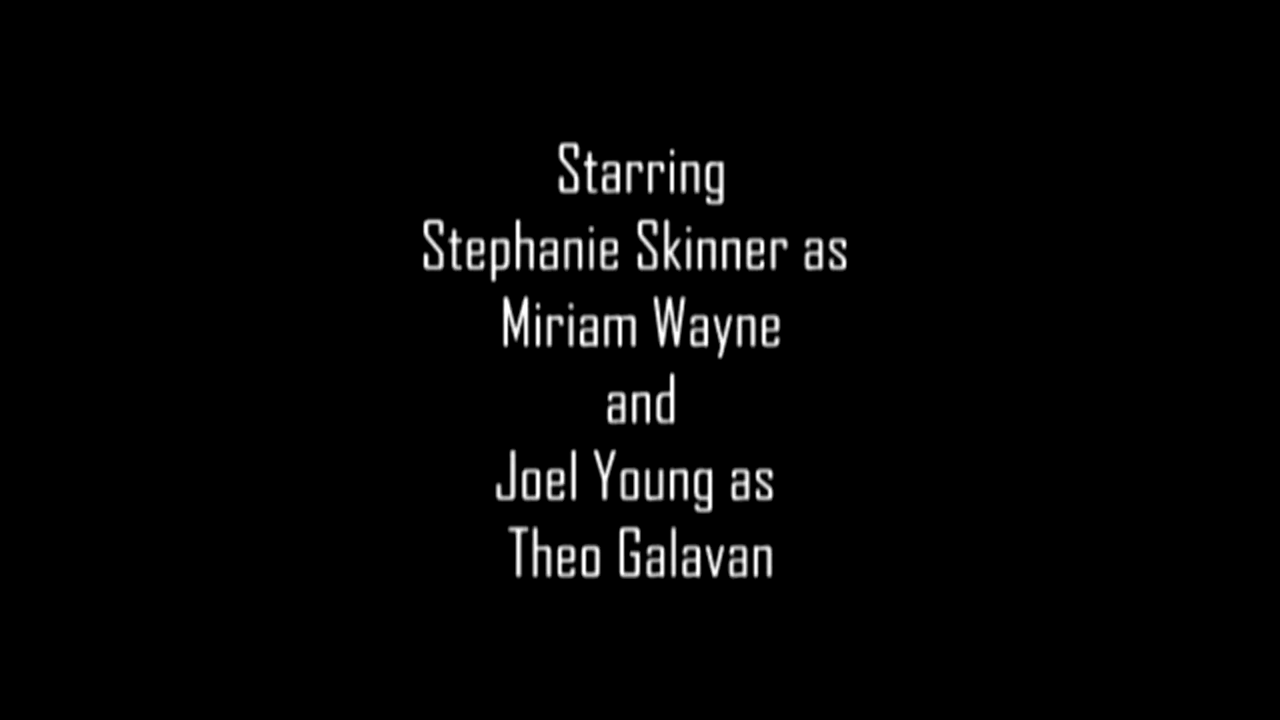 Starring
Stephanie Skinner as
Miriam Wayne
and
Joel Young as
Theo Galavan